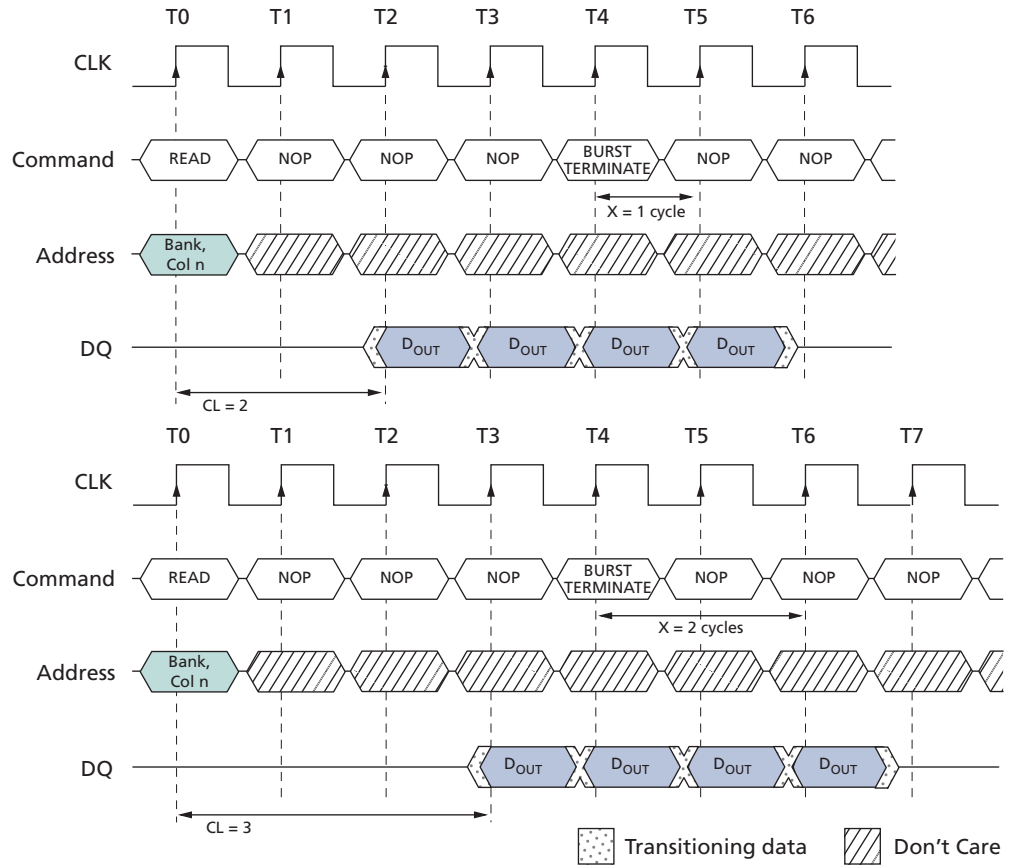 T0 T1 T2 T3 T4 T5 T6
CLK
Command READ NOP NOP NOP BURST TERMINATE NOP NOP
X = 1 cycle
Address Bank, Col n
DQ DOUT DOUT DOUT DOUT
CL = 2
T0 T1 T2 T3 T4 T5 T6 T7
CLK
Command READ NOP NOP NOP BURST TERMINATE NOP NOP NOP
X = 2 cycles
Address Bank, Col n
DQ DOUT DOUT DOUT DOUT
CL = 3
Transitioning data Don't Care